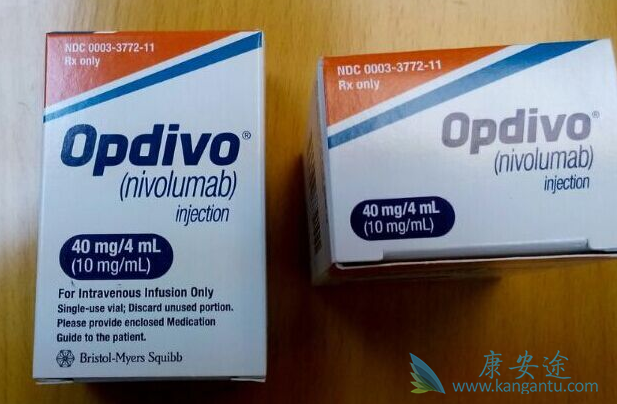 NDC 0003-3772-11
Rx only
Opdivo®
(nivolumab)
injection
40 mg/4 mL
(10 mg/mL)
For Intravenous Infusion Only
Single-use vial; Discard unused portion.
Please provide enclosed Medication
Guide to the patient.
Bristol-Myers Squibb
NDC 0003-3772-11
Rx only
Opdivo®
(nivolumab)
injection
40 mg/4 mL
(10 mg/mL)
康安途
www.kangantu.com